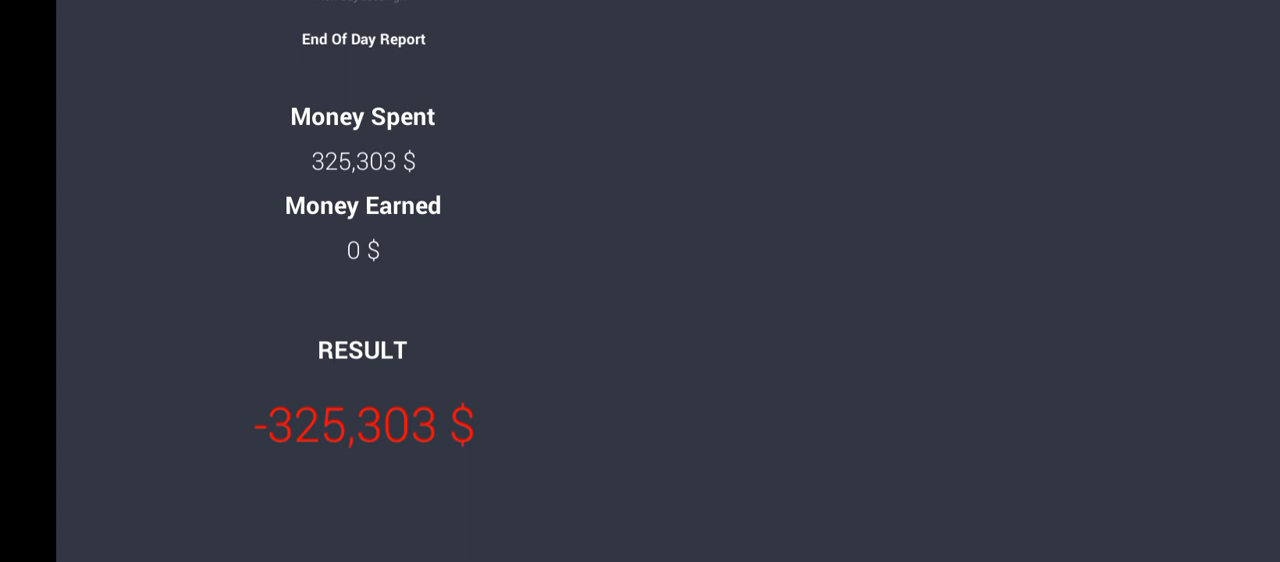 End Of Day Report
Money Spent
325,303 $
Money Earned
0 $
RESULT
-325,303 $